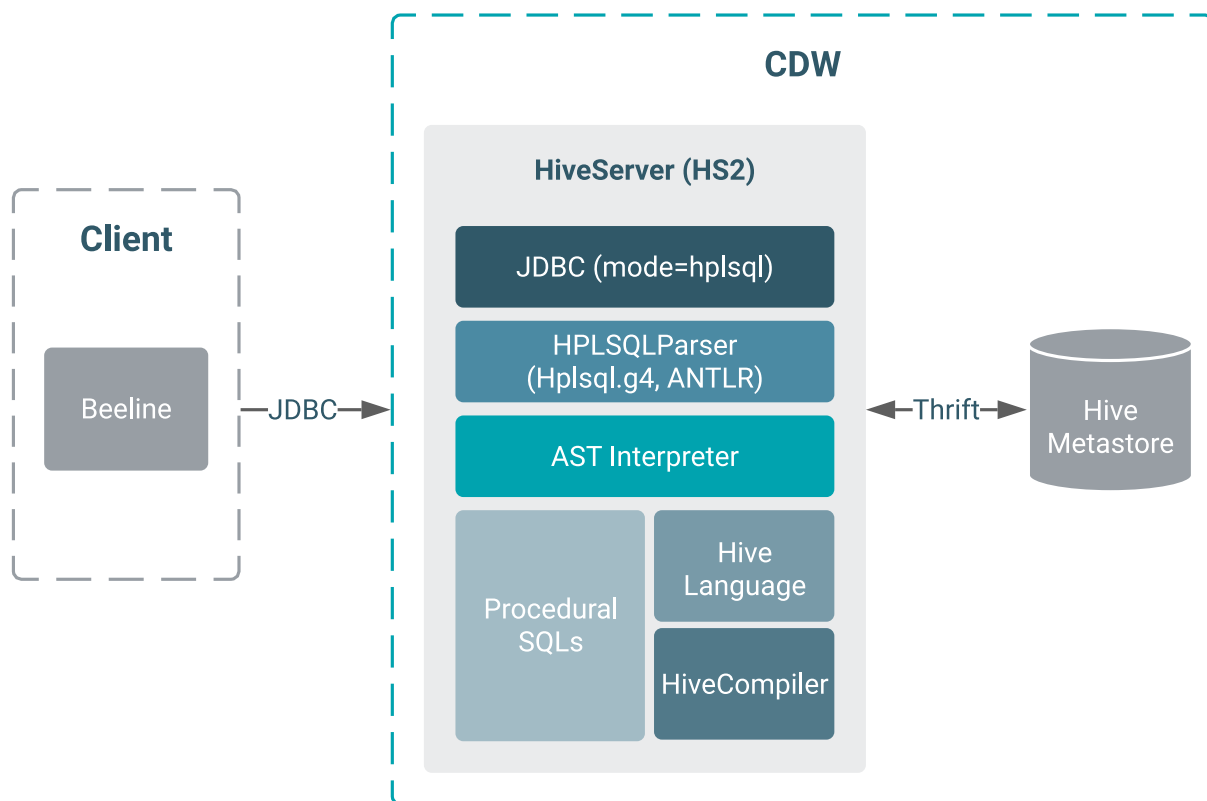 CDW
HiveServer (HS2)
Client
JDBC (mode=hplsql)
HPLSQLParser
(Hplsql.g4, ANTLR)
Beeline
JDBC
Thrift
Hive
Metastore
AST Interpreter
Hive
Language
Procedural
SQLs
HiveCompiler